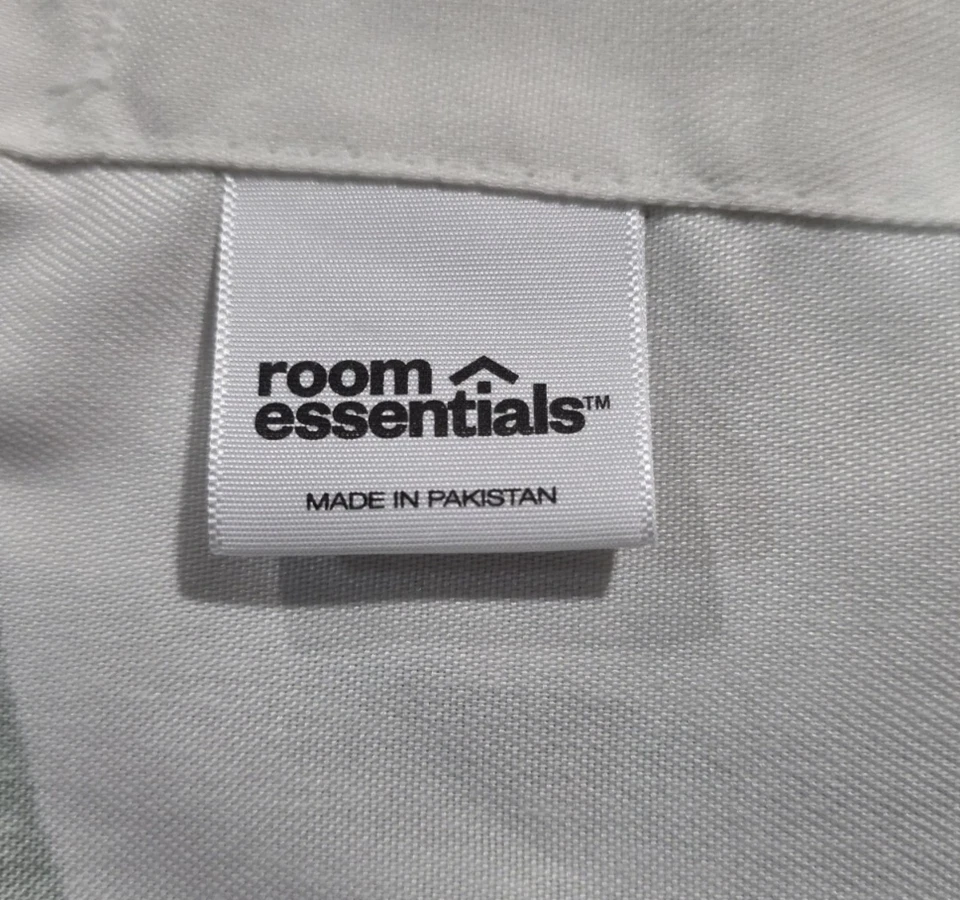 room
essentials™
MADE IN PAKISTAN